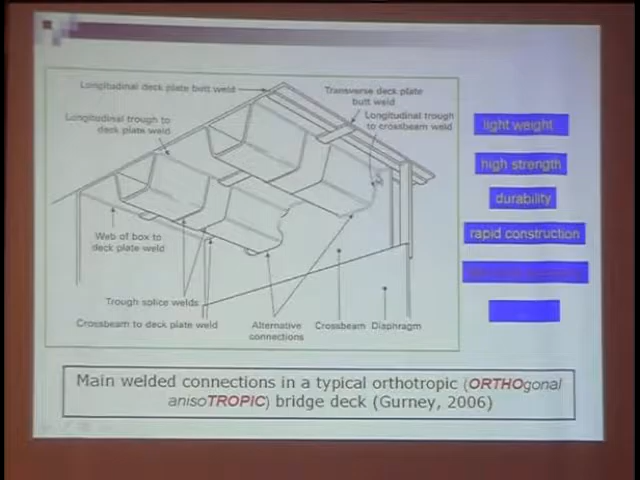 Longitudinal deck plate butt weld
Transverse deck plate
butt weld
Longitudinal trough to
deck plate weld
Longitudinal trough
to crossbeam weld
Web of box to
deck plate weld
Trough splice welds
Crossbeam to deck plate weld
Alternative
connections
Crossbeam
Diaphragm
light weight
high strength
durability
rapid construction
Main welded connections in a typical orthotropic (ORTHOgonal
anisoTROPIC) bridge deck (Gurney, 2006)